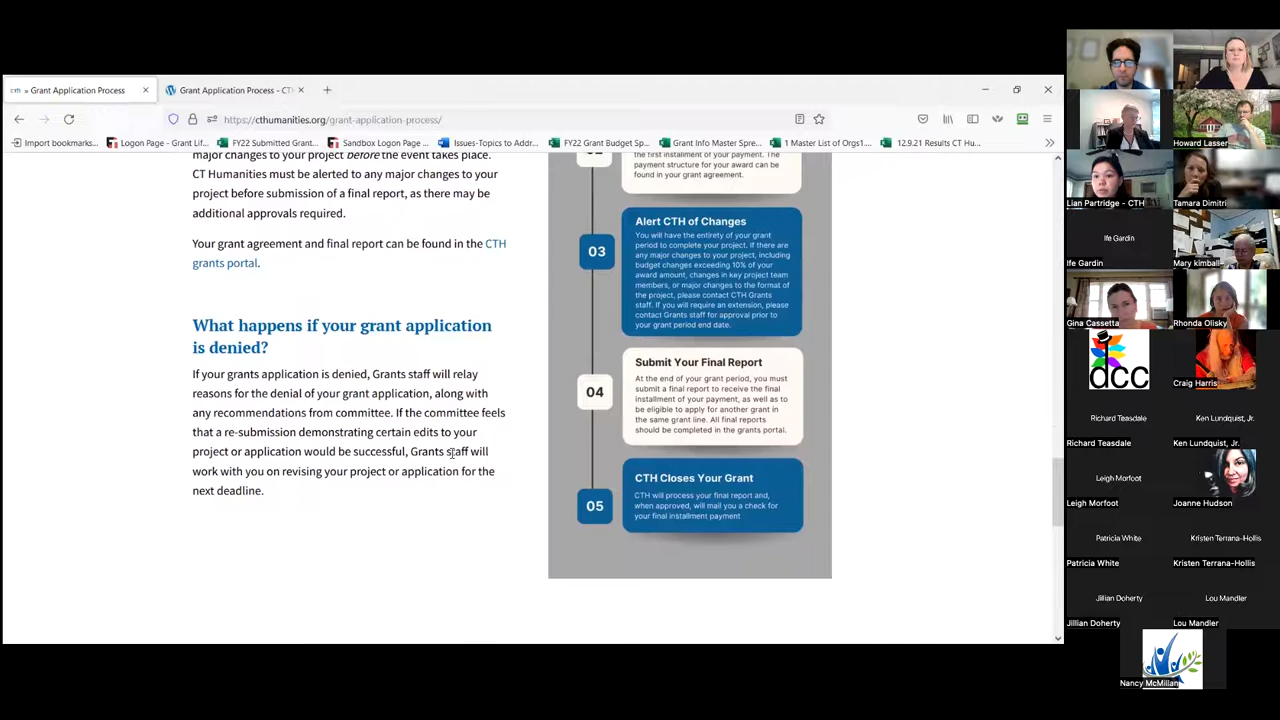 CTH » Grant Application Process
Grant Application Process - CT
https://cthumanities.org/grant-application-process/
Import bookmarks...
Logon Page - Grant Lif...
FY22 Submitted Grant...
Sandbox Logon Page ...
Issues-Topics to Addr...
FY22 Grant Budget Sp...
Grant Info Master Spre...
1 Master List of Orgs1...
12.9.21 Results CT Hu...
major changes to your project before the event takes place.
CT Humanities must be alerted to any major changes to your
project before submission of a final report, as there may be
additional approvals required.
Your grant agreement and final report can be found in the CTH
grants portal.
What happens if your grant application
is denied?
If your grants application is denied, Grants staff will relay
reasons for the denial of your grant application, along with
any recommendations from committee. If the committee feels
that a re-submission demonstrating certain edits to your
project or application would be successful, Grants staff will
work with you on revising your project or application for the
next deadline.
the first installment of your payment. The
payment structure for your award can be
found in your grant agreement.
03
Alert CTH of Changes
You will have the entirety of your grant
period to complete your project. If there are
any major changes to your project, including
budget changes exceeding 10% of your
award amount, changes in key project team
members, or major changes to the format of
the project, please contact CTH Grants
staff. If you will require an extension, please
contact Grants staff for approval prior to
your grant period end date.
04
Submit Your Final Report
At the end of your grant period, you must
submit a final report to receive the final
installment of your payment, as well as to
be eligible to apply for another grant in
the same grant line. All final reports
should be completed in the grants portal.
05
CTH Closes Your Grant
CTH will process your final report and,
when approved, will mail you a check for
your final installment payment
Howard Lasser
Lian Partridge - CTH
Tamara Dimitri
Ife Gardin
Ife Gardin
Mary kimball
Gina Cassetta
Rhonda Olisky
dcc
Craig Harris
Richard Teasdale
Ken Lundquist, Jr.
Richard Teasdale
Ken Lundquist, Jr.
Leigh Morfoot
Leigh Morfoot
Joanne Hudson
Patricia White
Kristen Terrana-Hollis
Patricia White
Kristen Terrana-Hollis
Jillian Doherty
Lou Mandler
Jillian Doherty
Lou Mandler
Nancy McMillan